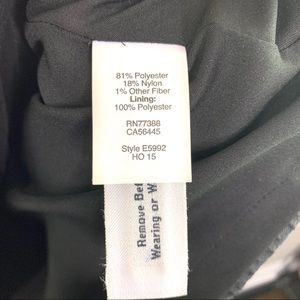 81% Polyester
18% Nylon
1% Other Fiber
Lining:
100% Polyester
RN77388
CA56445
Style E5992
HO 15
Remove Bef
Wearing or W